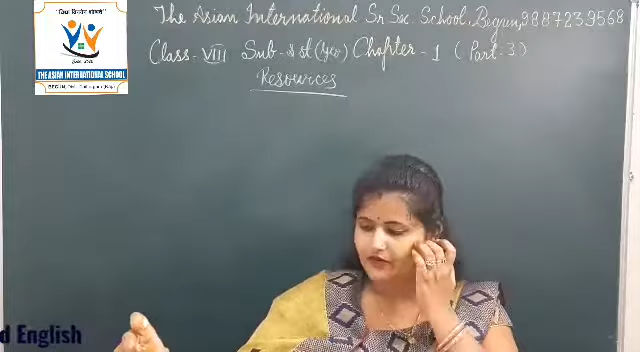 The Asian International Sr Sec. School, Begun, 9887239568
Class - VIII Sub - S st (Geo) Chapter - 1 (Part - 3)
Resources
THE ASIAN INTERNATIONAL SCHOOL
d English